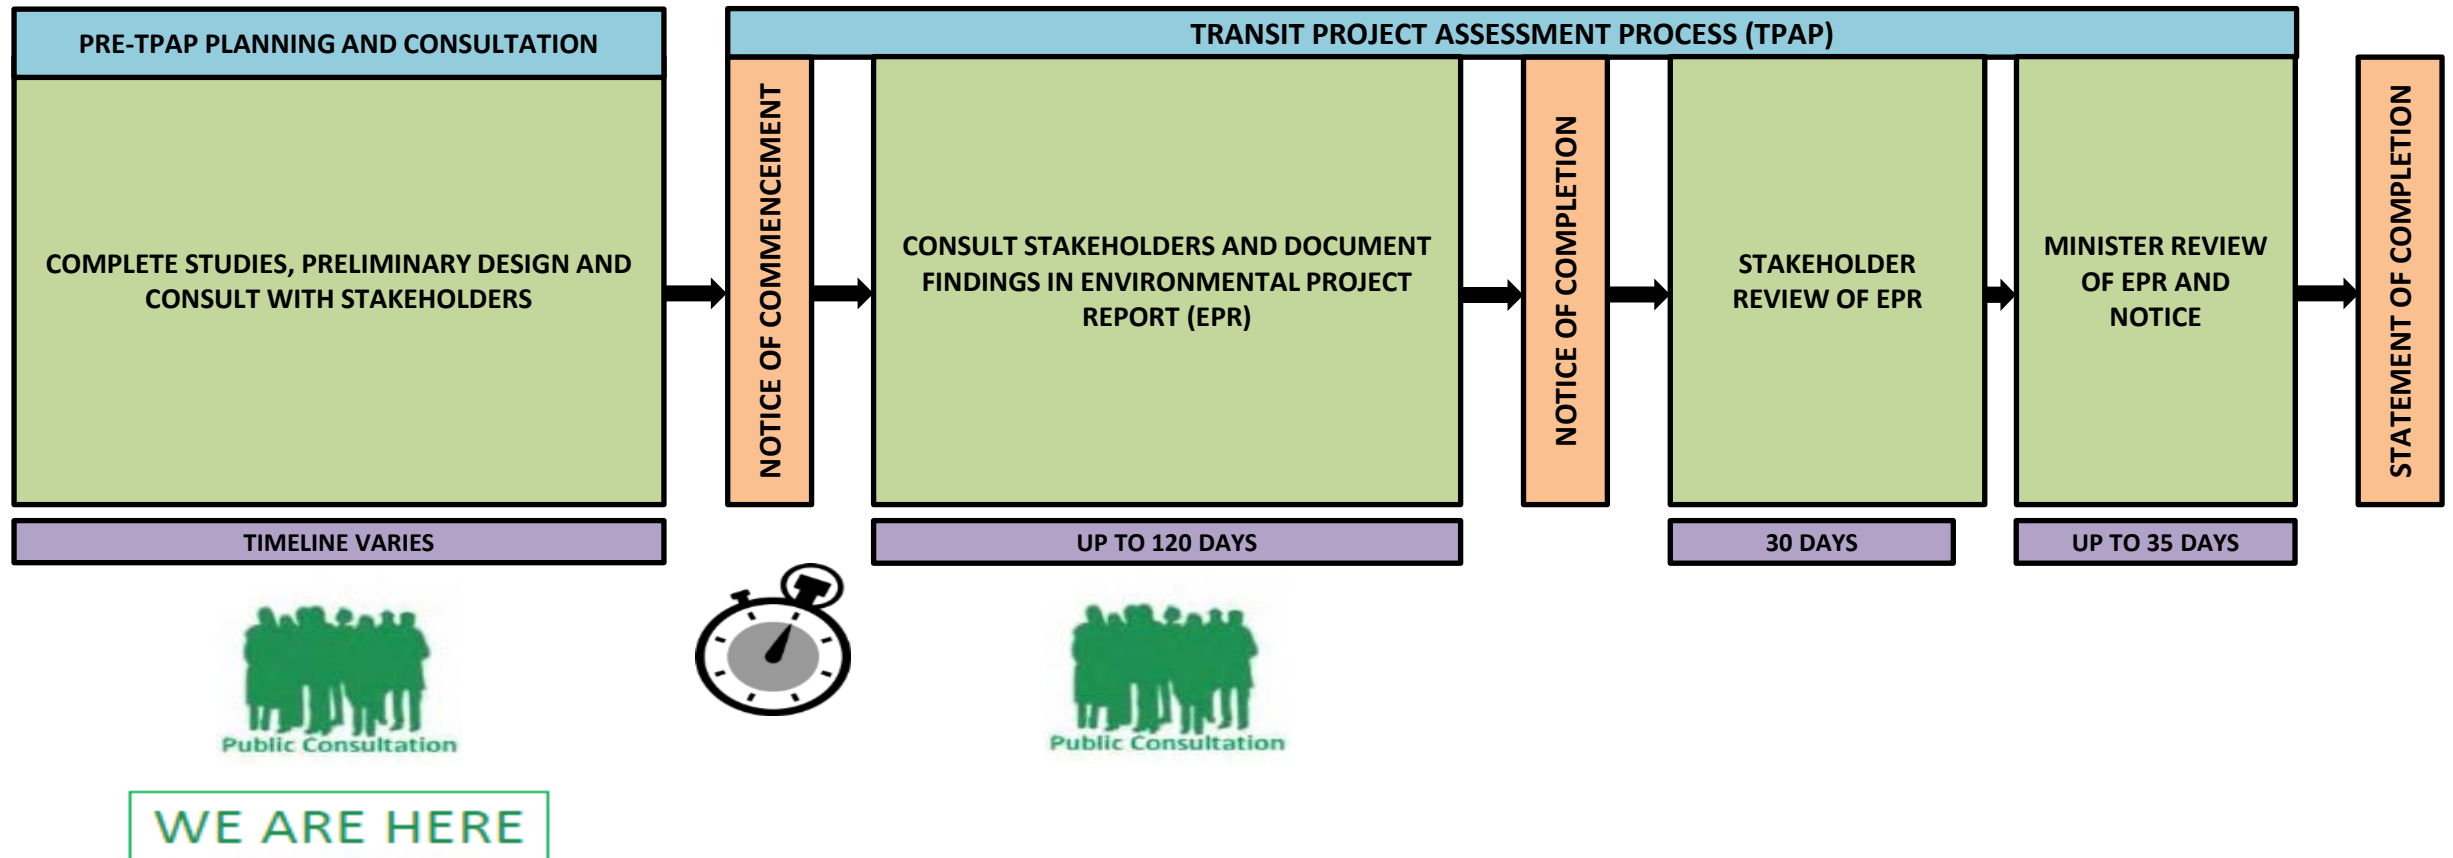 PRE-TPAP PLANNING AND CONSULTATION
TRANSIT PROJECT ASSESSMENT PROCESS (TPAP)
COMPLETE STUDIES, PRELIMINARY DESIGN AND
CONSULT WITH STAKEHOLDERS
NOTICE OF COMMENCEMENT
CONSULT STAKEHOLDERS AND DOCUMENT
FINDINGS IN ENVIRONMENTAL PROJECT
REPORT (EPR)
NOTICE OF COMPLETION
STAKEHOLDER
REVIEW OF EPR
MINISTER REVIEW
OF EPR AND
NOTICE
STATEMENT OF COMPLETION
TIMELINE VARIES
UP TO 120 DAYS
30 DAYS
UP TO 35 DAYS
Public Consultation
Public Consultation
WE ARE HERE